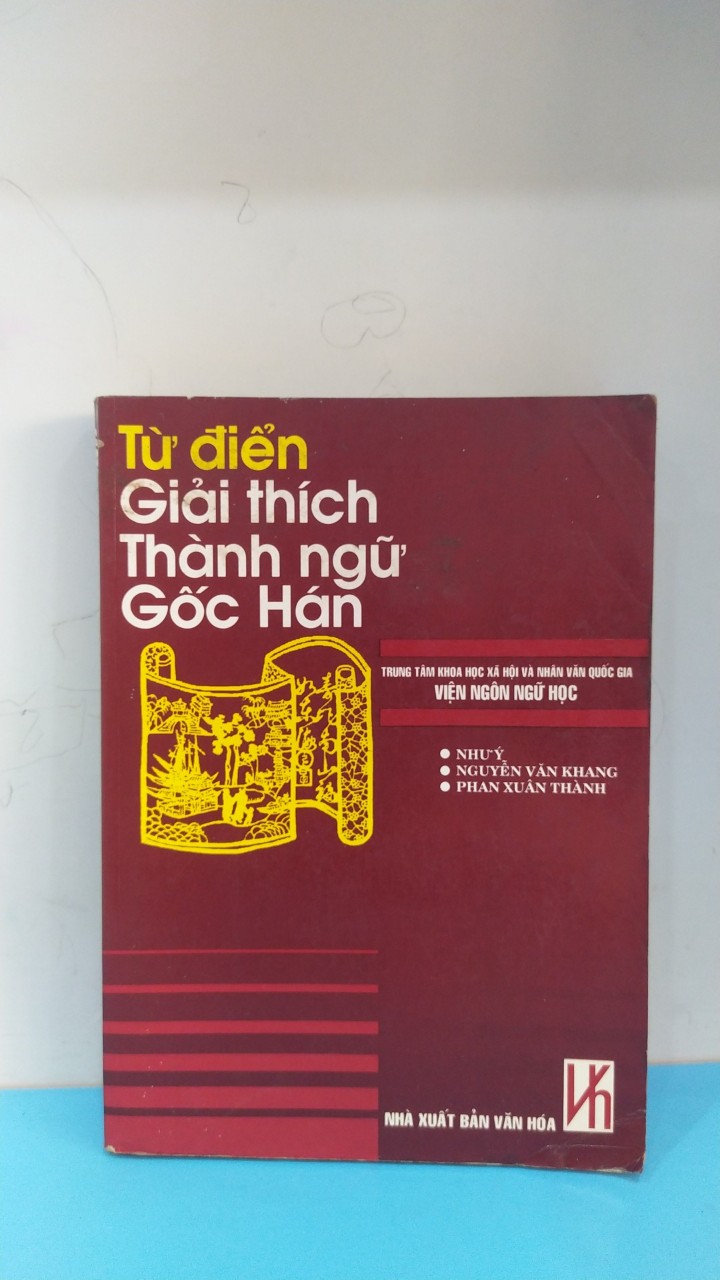 Từ điển
Giải thích
Thành ngữ
Gốc Hán
TRUNG TÂM KHOA HỌC XÃ HỘI VÀ NHÂN VĂN QUỐC GIA
VIỆN NGÔN NGỮ HỌC
● NHƯ Ý
● NGUYỄN VĂN KHANG
● PHAN XUÂN THÀNH
NHÀ XUẤT BẢN VĂN HÓA